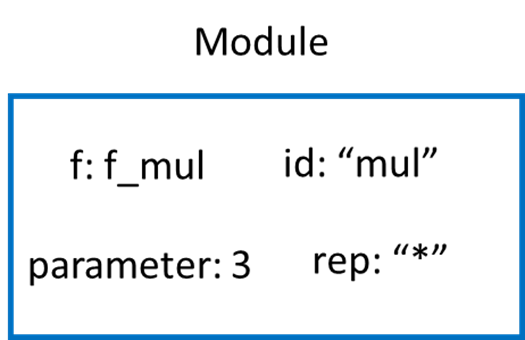 Module
f: f_mul id: “mul”
parameter: 3 rep: “*”